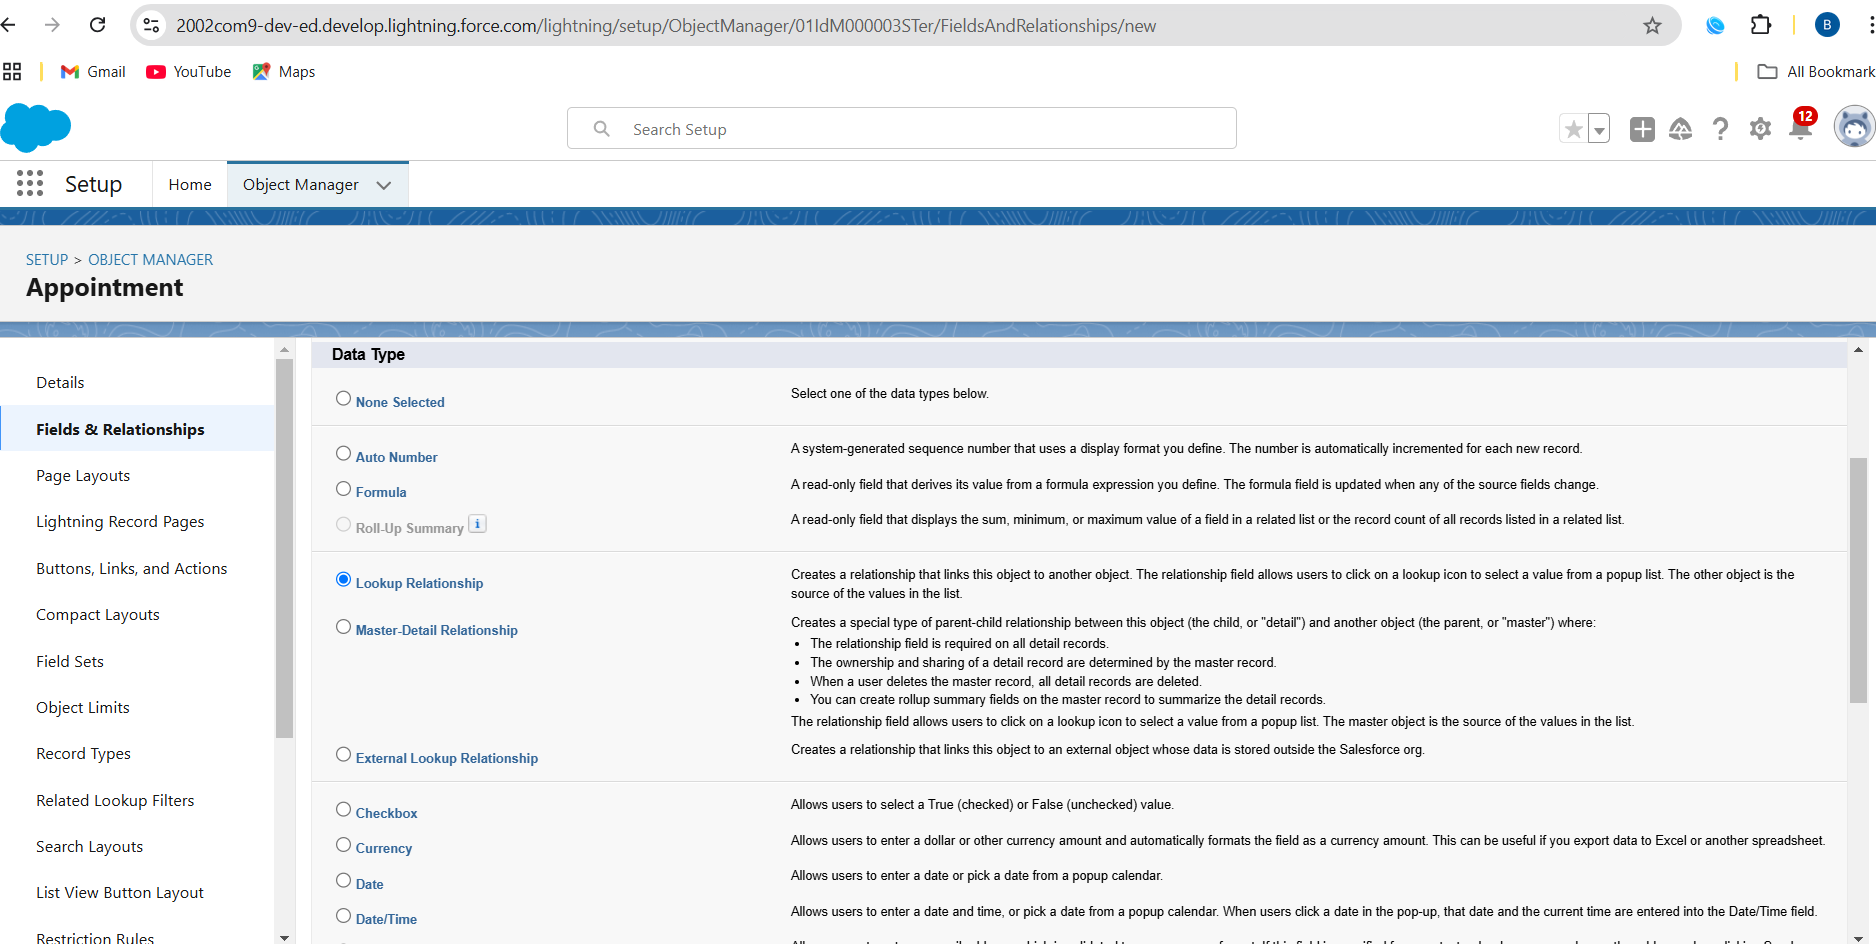 2002com9-dev-ed.develop.lightning.force.com/lightning/setup/ObjectManager/01IdM000003STer/FieldsAndRelationships/new
B
Gmail
YouTube
Maps
All Bookmark
Search Setup
12
Setup
Home
Object Manager
SETUP > OBJECT MANAGER
Appointment
Details
Fields & Relationships
Page Layouts
Lightning Record Pages
Buttons, Links, and Actions
Compact Layouts
Field Sets
Object Limits
Record Types
Related Lookup Filters
Search Layouts
List View Button Layout
Restriction Rules
Data Type
None Selected
Select one of the data types below.
Auto Number
A system-generated sequence number that uses a display format you define. The number is automatically incremented for each new record.
Formula
A read-only field that derives its value from a formula expression you define. The formula field is updated when any of the source fields change.
Roll-Up Summary i
A read-only field that displays the sum, minimum, or maximum value of a field in a related list or the record count of all records listed in a related list.
Lookup Relationship
Creates a relationship that links this object to another object. The relationship field allows users to click on a lookup icon to select a value from a popup list. The other object is the
source of the values in the list.
Master-Detail Relationship
Creates a special type of parent-child relationship between this object (the child, or "detail") and another object (the parent, or "master") where:
• The relationship field is required on all detail records.
• The ownership and sharing of a detail record are determined by the master record.
• When a user deletes the master record, all detail records are deleted.
• You can create rollup summary fields on the master record to summarize the detail records.
The relationship field allows users to click on a lookup icon to select a value from a popup list. The master object is the source of the values in the list.
External Lookup Relationship
Creates a relationship that links this object to an external object whose data is stored outside the Salesforce org.
Checkbox
Allows users to select a True (checked) or False (unchecked) value.
Currency
Allows users to enter a dollar or other currency amount and automatically formats the field as a currency amount. This can be useful if you export data to Excel or another spreadsheet.
Date
Allows users to enter a date or pick a date from a popup calendar.
Date/Time
Allows users to enter a date and time, or pick a date from a popup calendar. When users click a date in the pop-up, that date and the current time are entered into the Date/Time field.